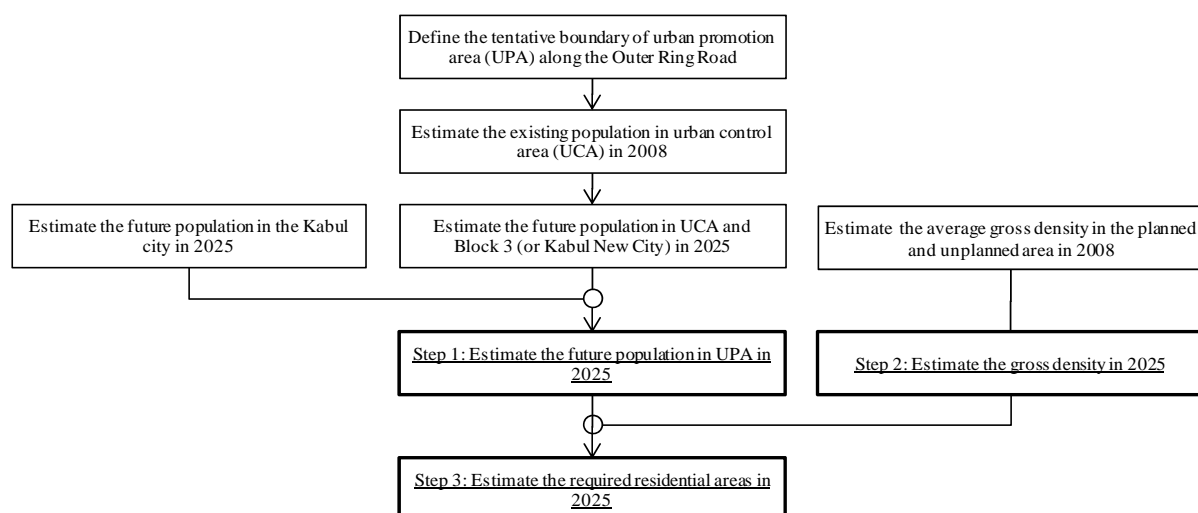 Define the tentative boundary of urban promotion
area (UPA) along the Outer Ring Road
Estimate the existing population in urban control
area (UCA) in 2008
Estimate the future population in the Kabul
city in 2025
Estimate the future population in UCA and
Block 3 (or Kabul New City) in 2025
Estimate the average gross density in the planned
and unplanned area in 2008
Step 1: Estimate the future population in UPA in
2025
Step 2: Estimate the gross density in 2025
Step 3: Estimate the required residential areas in
2025